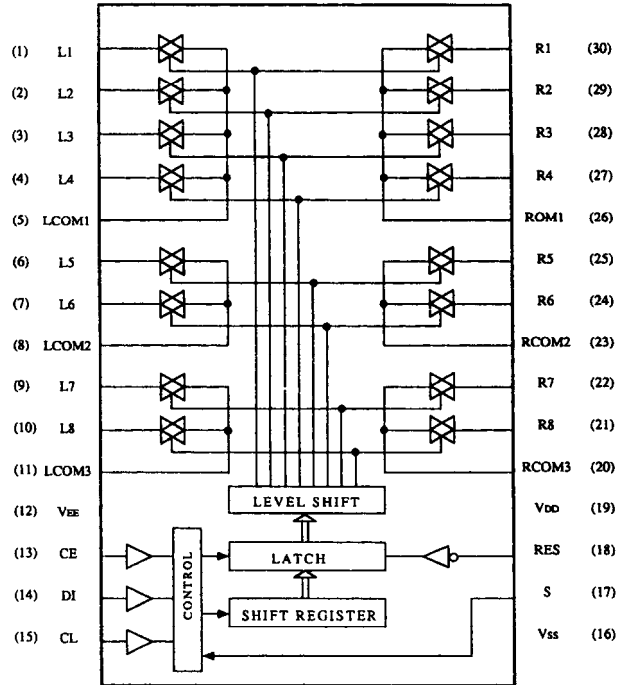 (1) L1 R1 (30)
(2) L2 R2 (29)
(3) L3 R3 (28)
(4) L4 R4 (27)
(5) LCOM1 ROM1 (26)
(6) L5 R5 (25)
(7) L6 R6 (24)
(8) LCOM2 RCOM2 (23)
(9) L7 R7 (22)
(10) L8 R8 (21)
(11) LCOM3 RCOM3 (20)
(12) VEE LEVEL SHIFT VDD (19)
(13) CE LATCH RES (18)
CONTROL
(14) DI SHIFT REGISTER S (17)
(15) CL Vss (16)